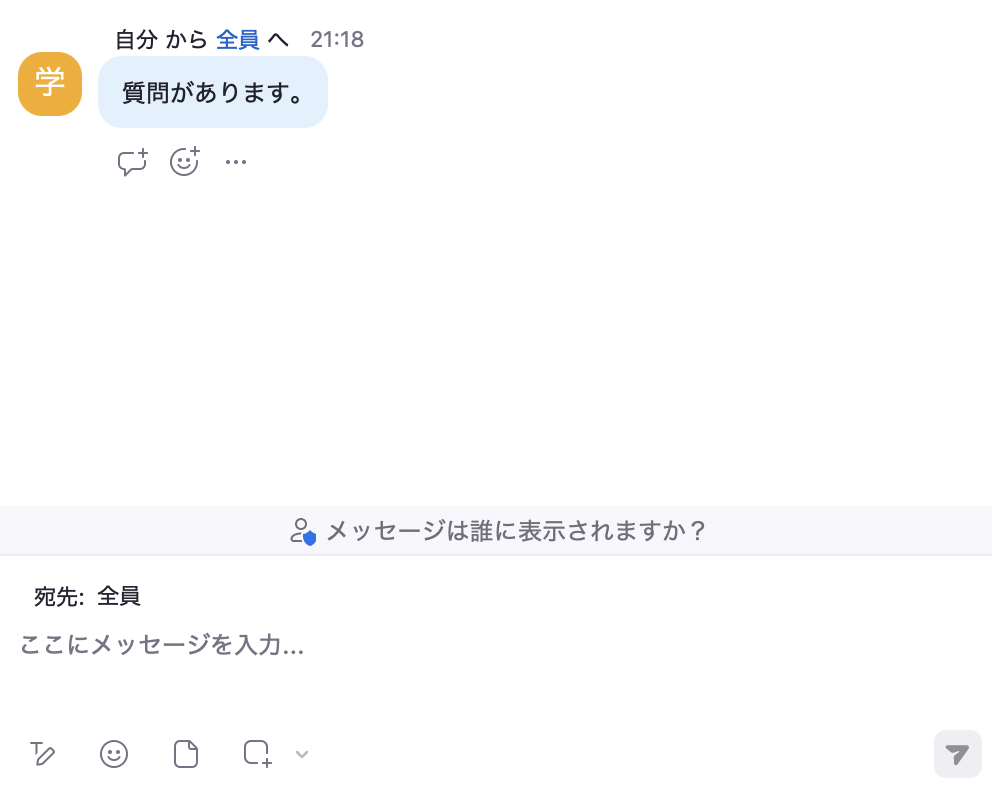 自分 から 全員 へ 21:18
学
質問があります。
メッセージは誰に表示されますか？
宛先: 全員
ここにメッセージを入力...